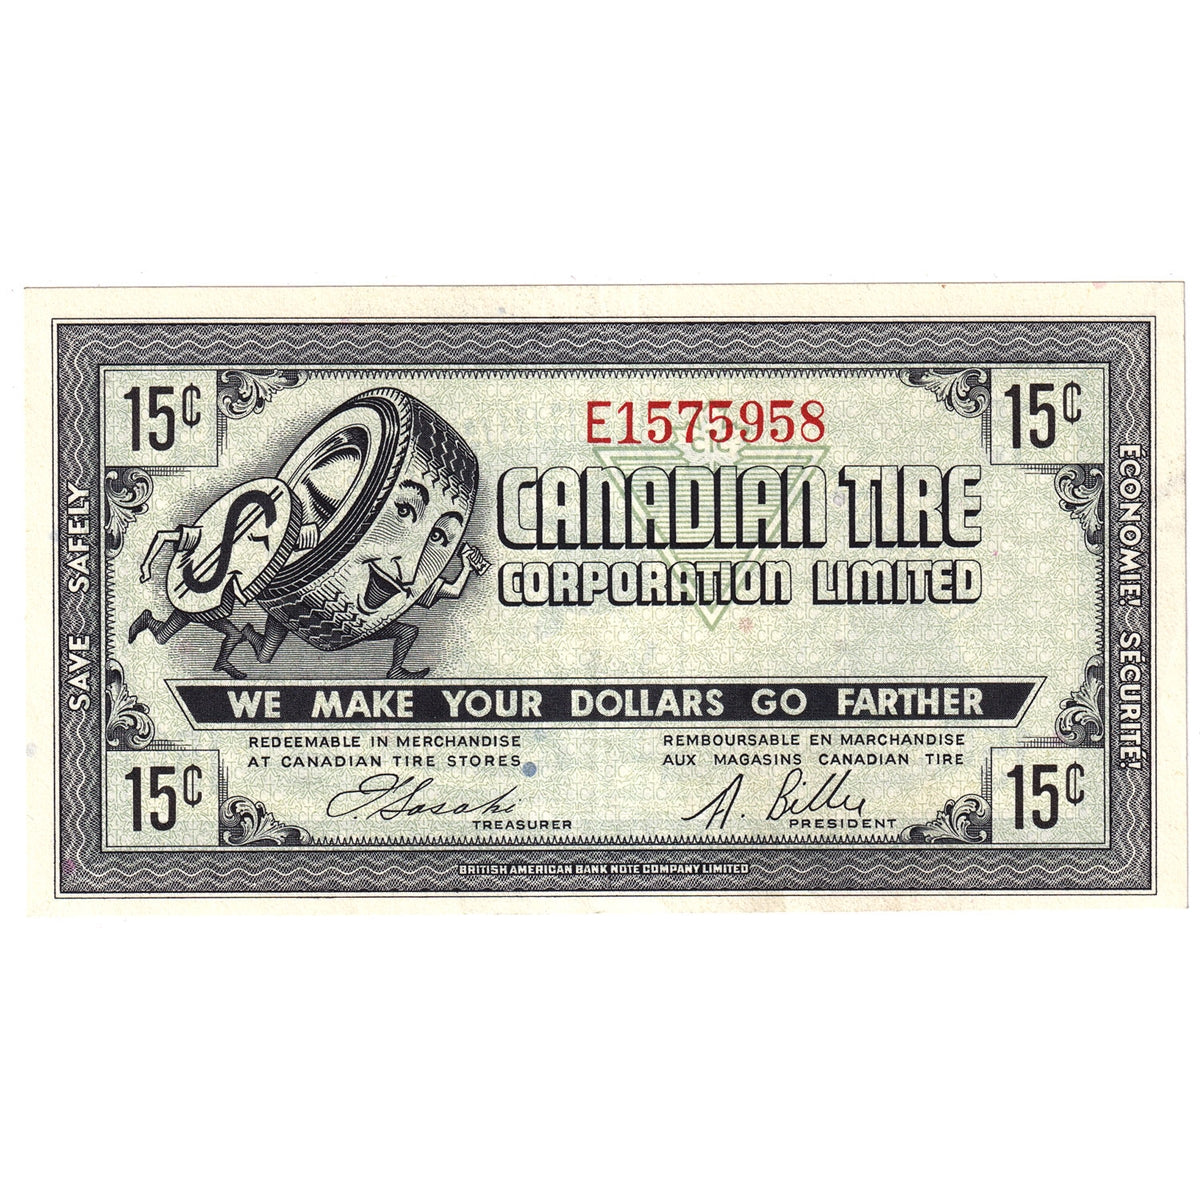 15¢
E1575958
15¢
CANADIAN TIRE
CORPORATION LIMITED
$
SAVE SAFELY
ECONOMIE! SÉCURITÉ!
WE MAKE YOUR DOLLARS GO FARTHER
REDEEMABLE IN MERCHANDISE
AT CANADIAN TIRE STORES
REMBOURSABLE EN MARCHANDISE
AUX MAGASINS CANADIAN TIRE
15¢
TREASURER
A. Billes
PRESIDENT
15¢
BRITISH AMERICAN BANK NOTE COMPANY LIMITED